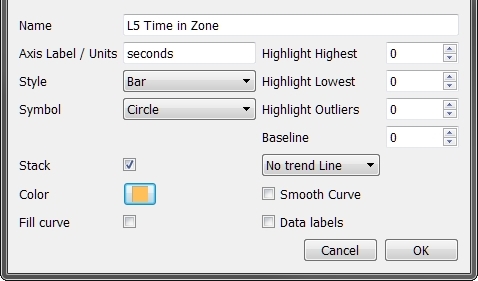 Name L5 Time in Zone
Axis Label / Units seconds Highlight Highest 0
Style Bar Highlight Lowest 0
Symbol Circle Highlight Outliers 0
Baseline 0
Stack No trend Line
Color Smooth Curve
Fill curve Data labels
Cancel OK